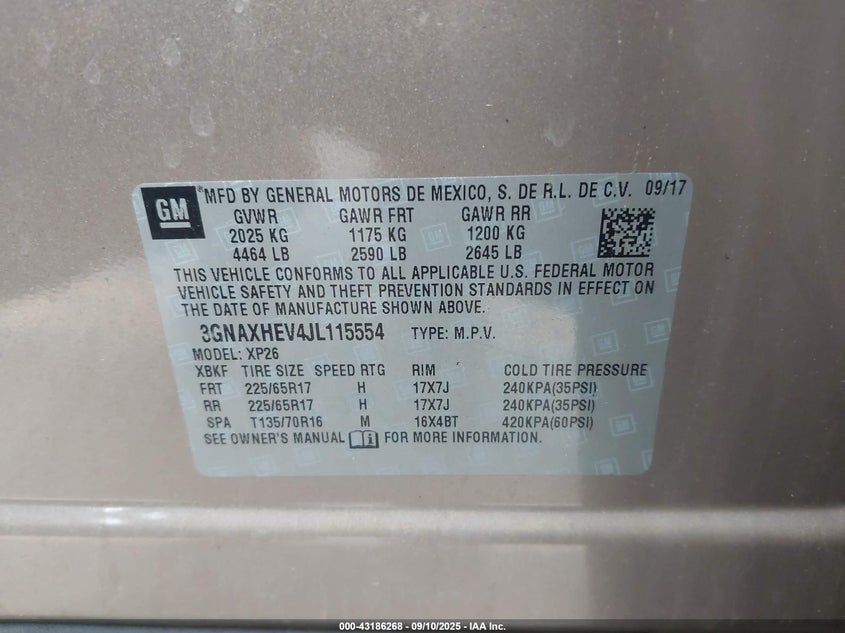 GM
*MFD BY GENERAL MOTORS DE MEXICO, S. DE R.L. DE C.V. 09/17
GVWR GAWR FRT GAWR RR
2025 KG 1175 KG 1200 KG
4464 LB 2590 LB 2645 LB
THIS VEHICLE CONFORMS TO ALL APPLICABLE U.S. FEDERAL MOTOR
VEHICLE SAFETY AND THEFT PREVENTION STANDARDS IN EFFECT ON
THE DATE OF MANUFACTURE SHOWN ABOVE.
3GNAXHEV4JL115554 TYPE: M.P.V.
MODEL: XP26
XBKF TIRE SIZE SPEED RTG RIM COLD TIRE PRESSURE
FRT 225/65R17 H 17X7J 240KPA(35PSI)
RR 225/65R17 H 17X7J 240KPA(35PSI)
SPA T135/70R16 M 16X4BT 420KPA(60PSI)
SEE OWNER'S MANUAL FOR MORE INFORMATION.
000-43186268 - 09/10/2025 - IAA Inc.